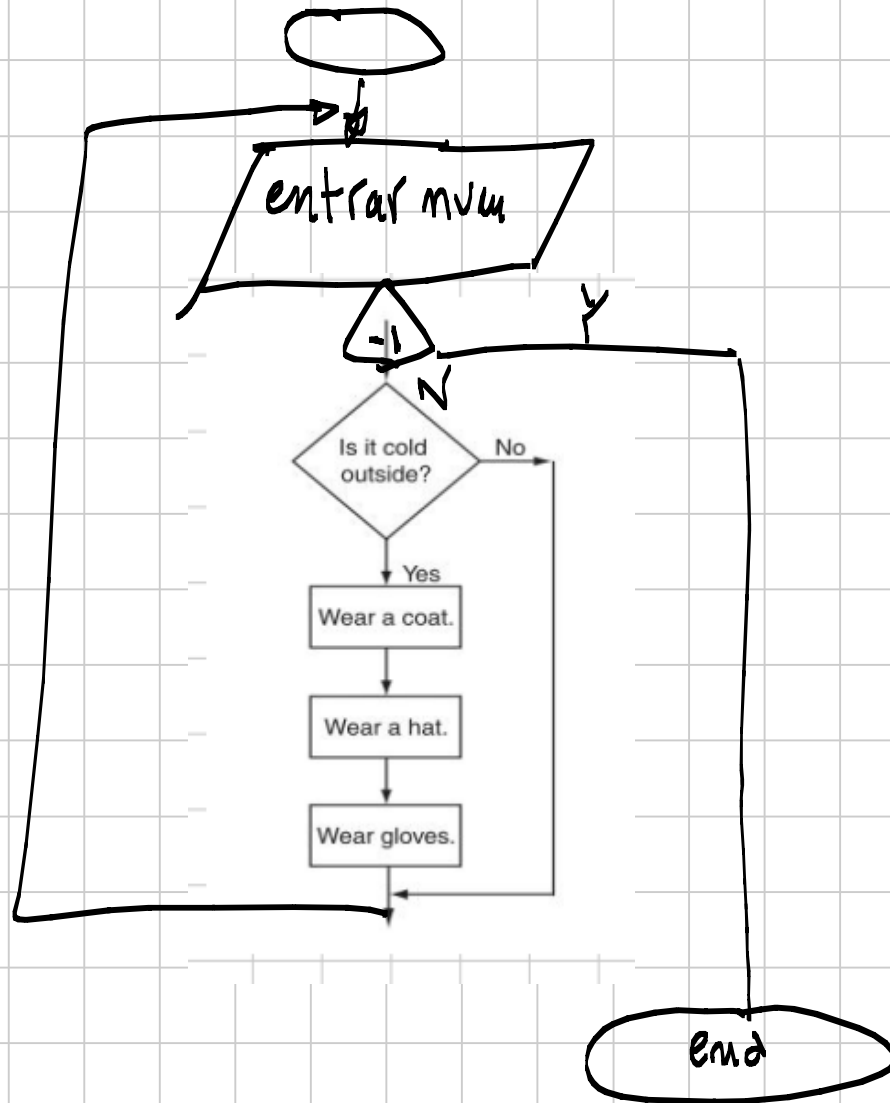 entrar num
Y
-1
N
Is it cold
outside?
No
Yes
Wear a coat.
Wear a hat.
Wear gloves.
end